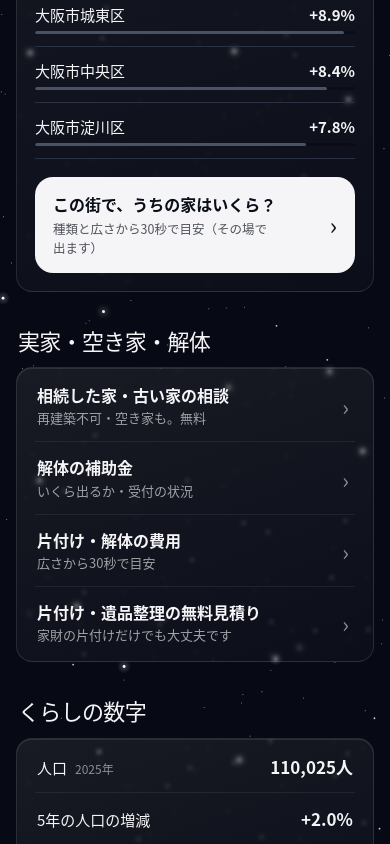 大阪市城東区 +8.9%
大阪市中央区 +8.4%
大阪市淀川区 +7.8%
この街で、うちの家はいくら？
種類と広さから30秒で目安（その場で
出ます）
実家・空き家・解体
相続した家・古い家の相談
再建築不可・空き家も。無料
解体の補助金
いくら出るか・受付の状況
片付け・解体の費用
広さから30秒で目安
片付け・遺品整理の無料見積り
家財の片付けだけでも大丈夫です
くらしの数字
人口 2025年 110,025人
5年の人口の増減 +2.0%